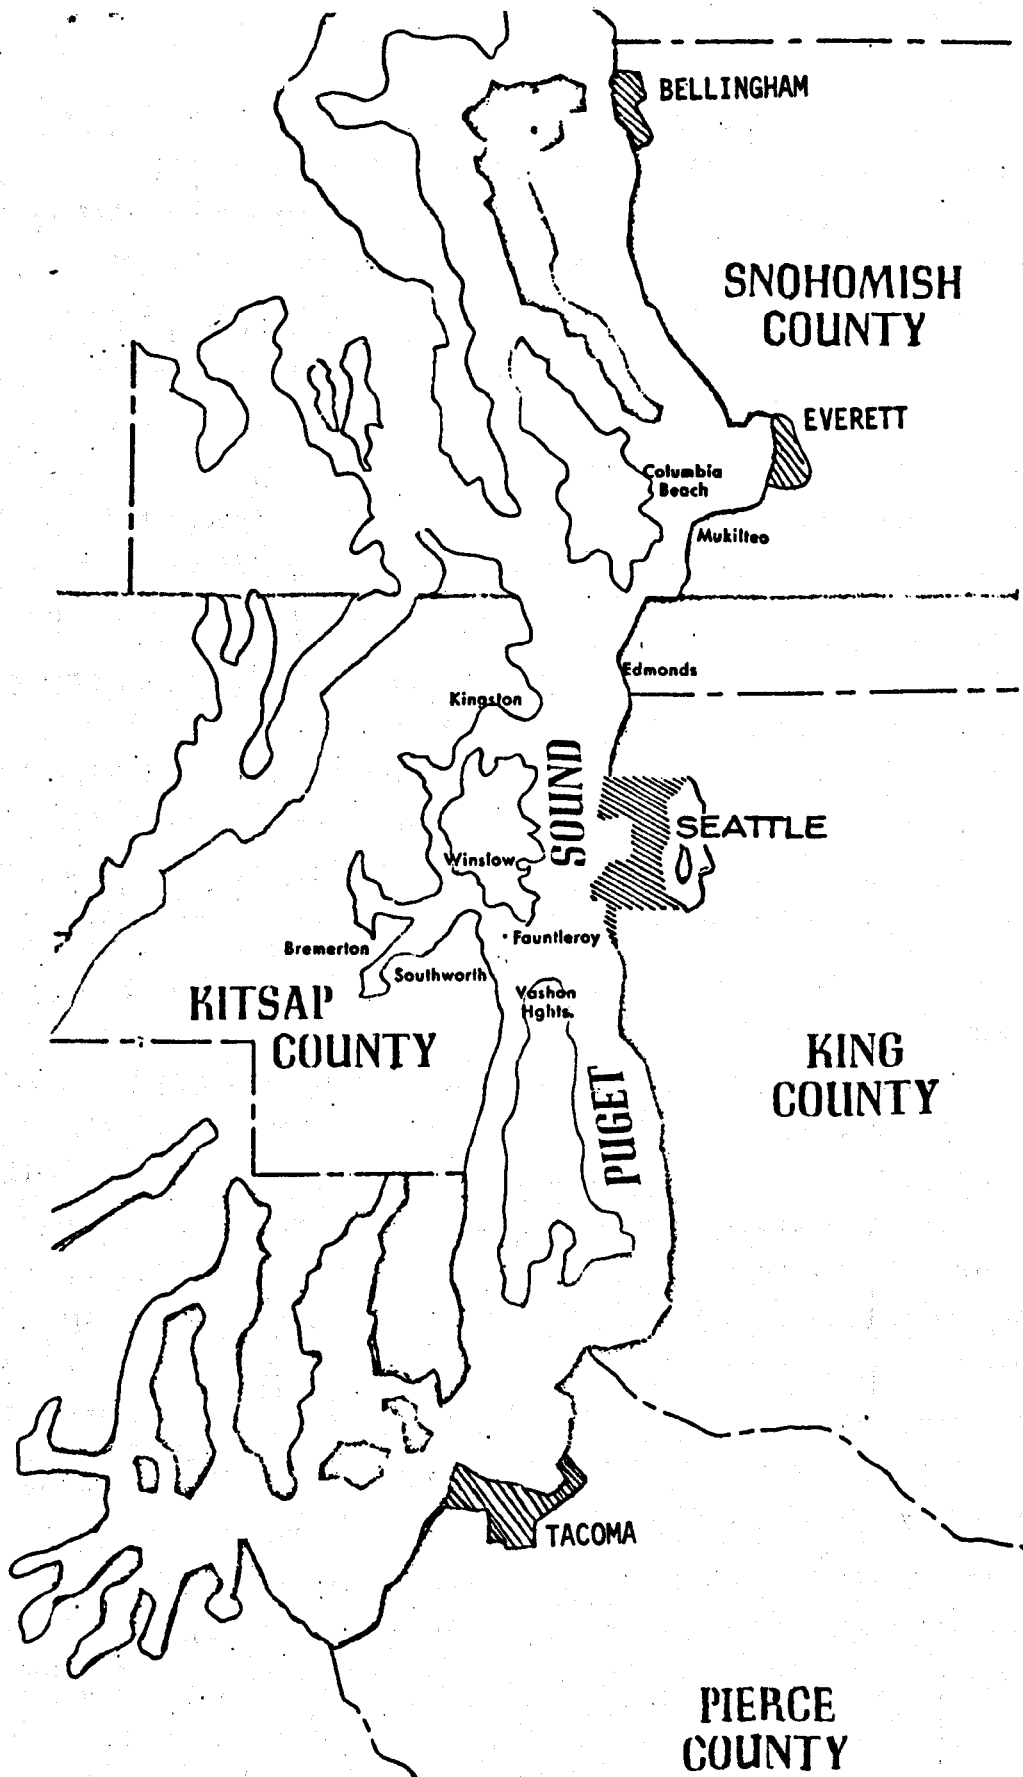 BELLINGHAM
SNOHOMISH
COUNTY
EVERETT
Columbia
Beach
Mukilteo
Edmonds
Kingston
SOUND
SEATTLE
Winslow
Fauntleroy
Bremerton
Southworth
Vashon
Hghts.
KITSAP
COUNTY
KING
COUNTY
PUGET
TACOMA
PIERCE
COUNTY